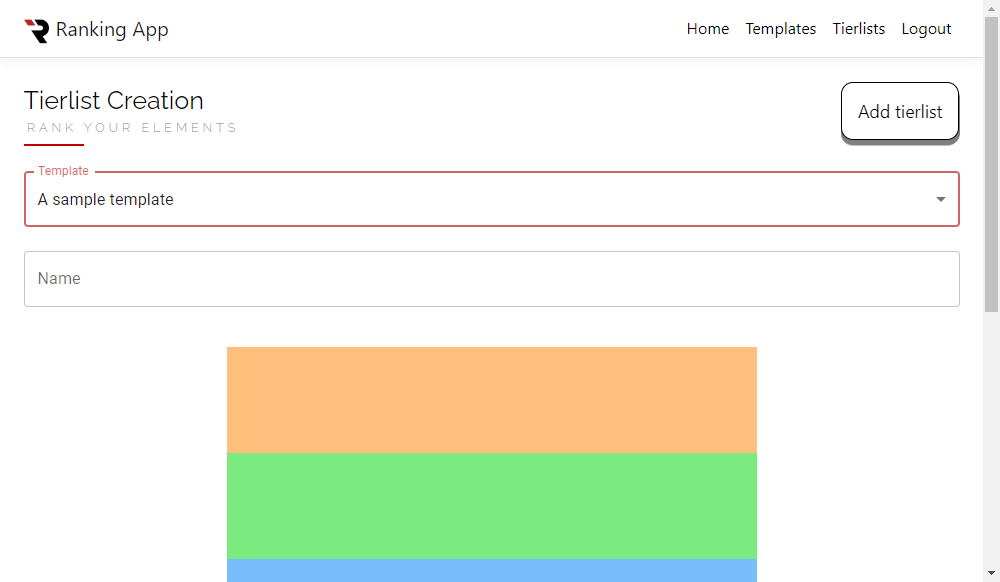 Ranking App
Home Templates Tierlists Logout
Tierlist Creation
RANK YOUR ELEMENTS
Add tierlist
Template
A sample template
Name